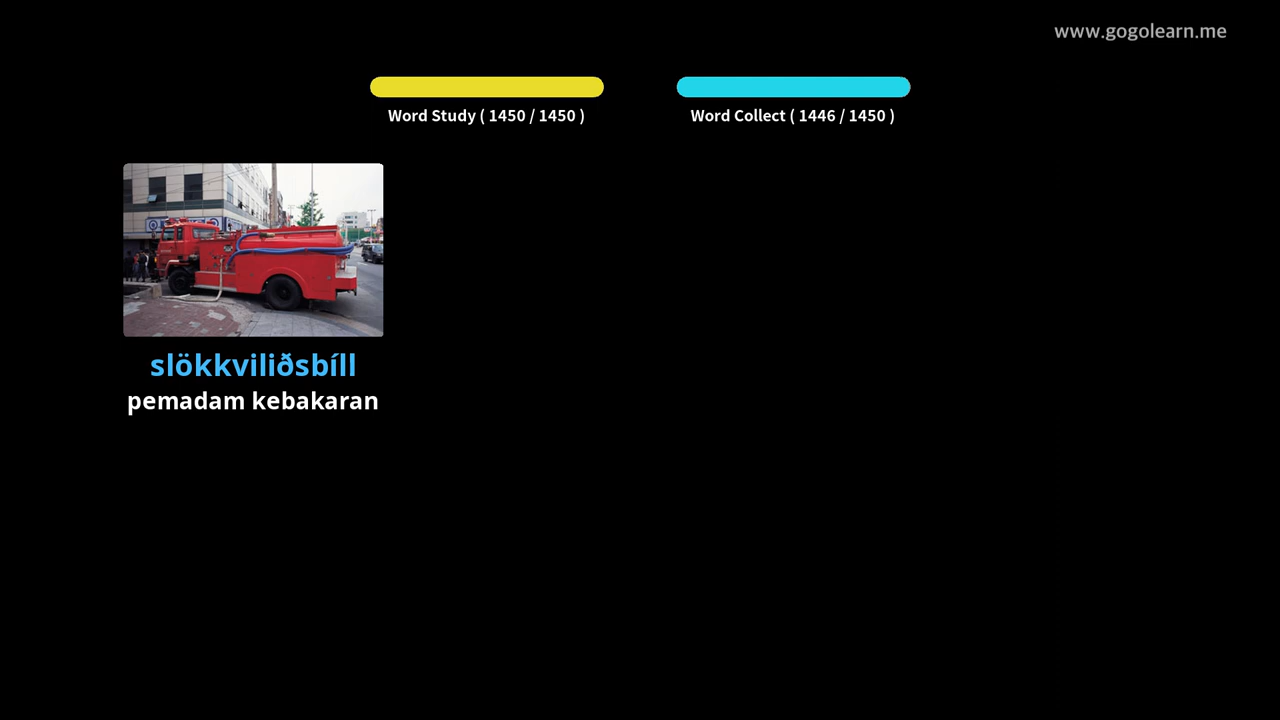 www.gogolearn.me
Word Study ( 1450 / 1450 )
Word Collect ( 1446 / 1450 )
slökkviliðsbíll
pemadam kebakaran